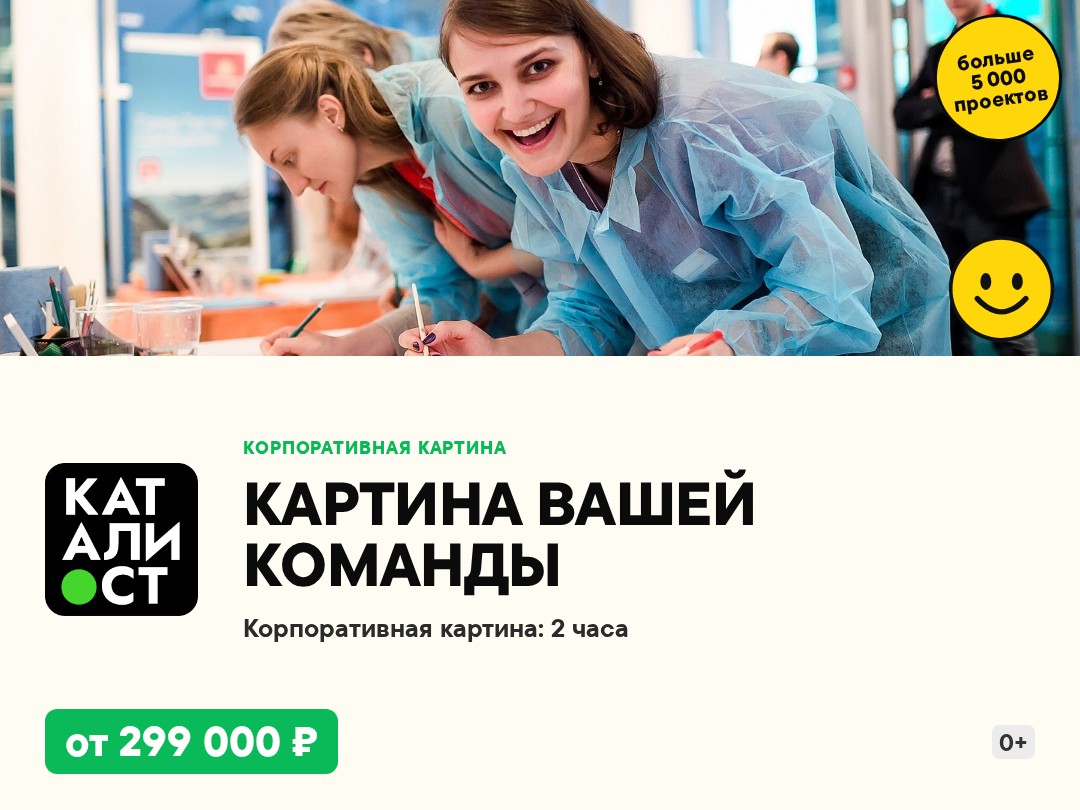 больше
5 000
проектов
КОРПОРАТИВНАЯ КАРТИНА
КАТ
АЛИ
СТ
КАРТИНА ВАШЕЙ
КОМАНДЫ
Корпоративная картина: 2 часа
от 299 000 ₽
0+